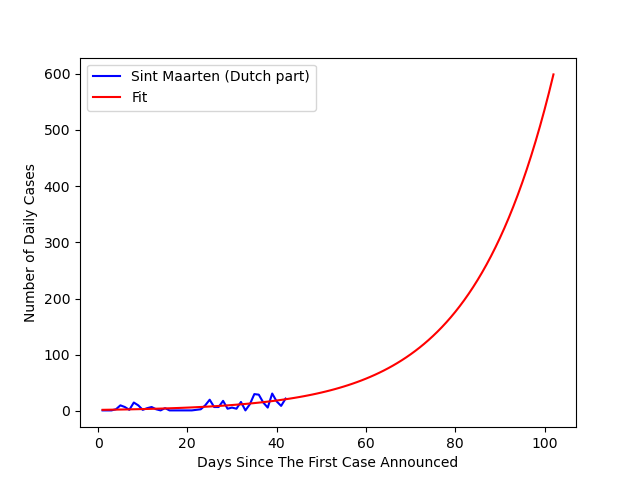 Sint Maarten (Dutch part)
Fit
600
500
400
300
200
100
0
Number of Daily Cases
0 20 40 60 80 100
Days Since The First Case Announced